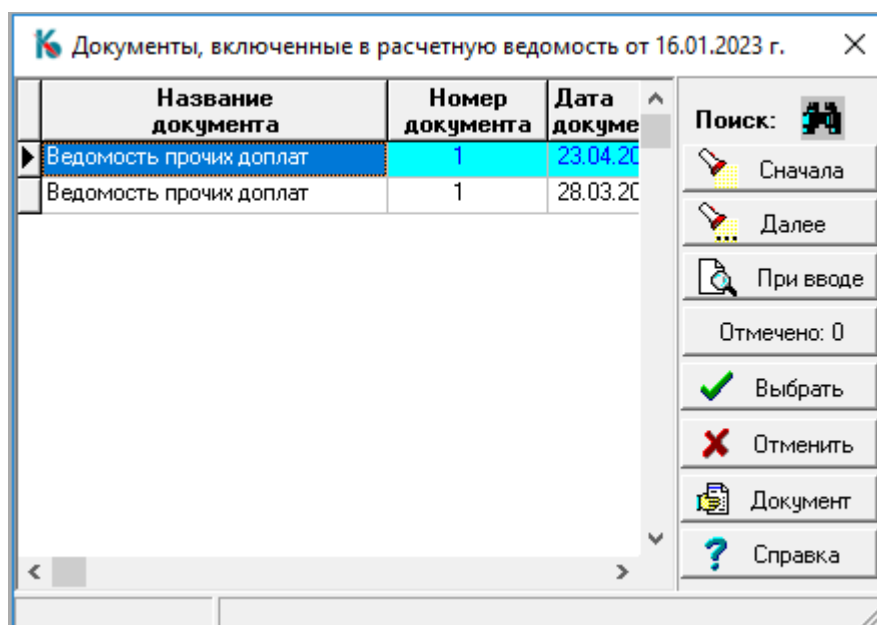 Документы, включенные в расчетную ведомость от 16.01.2023 г.
Название документа Номер документа Дата докуме
Ведомость прочих доплат 1 23.04.20
Ведомость прочих доплат 1 28.03.20
Поиск:
Сначала
Далее
При вводе
Отмечено: 0
Выбрать
Отменить
Документ
Справка